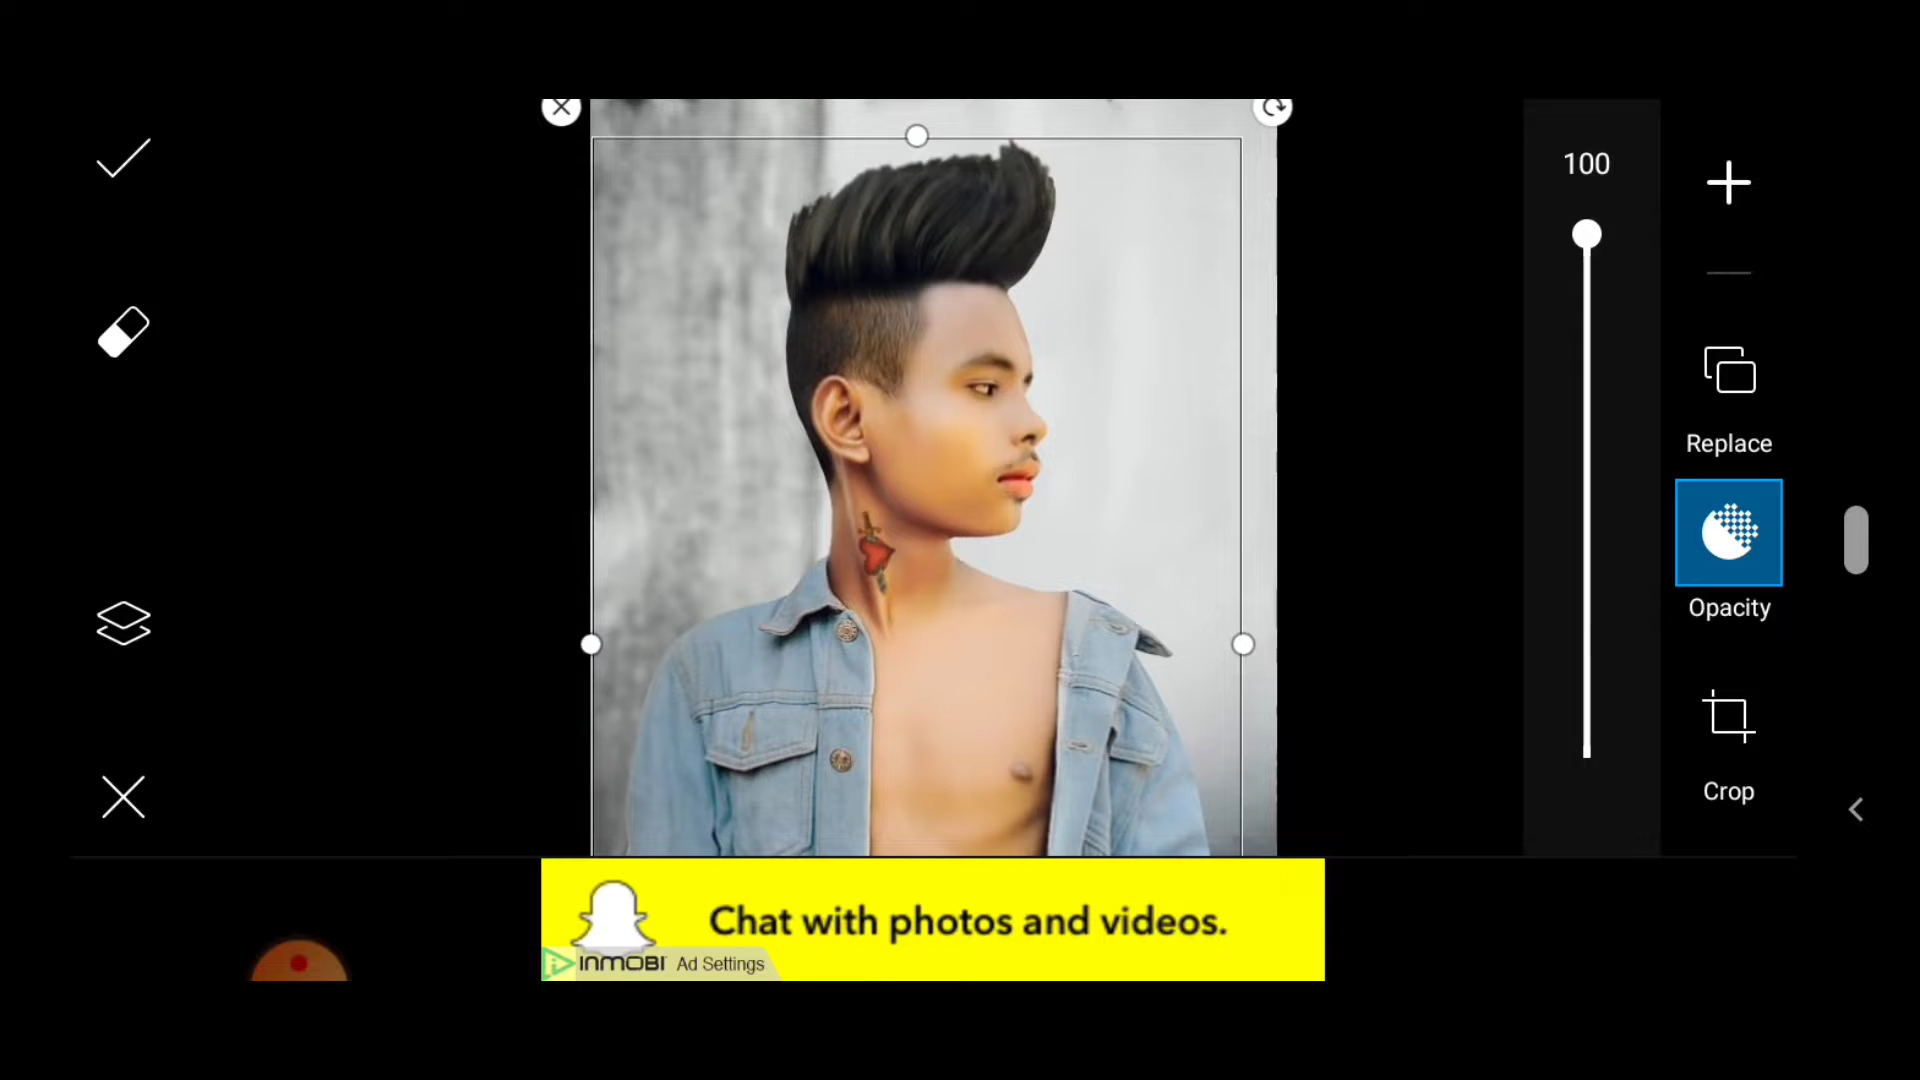 100
Replace
Opacity
Crop
Chat with photos and videos.
INMOBI Ad Settings